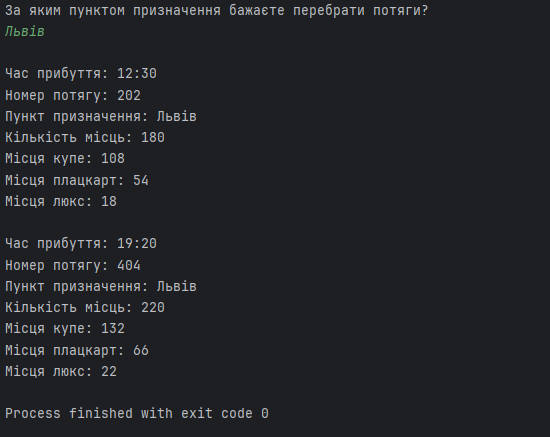 За яким пунктом призначення бажаєте перебрати потяги?
Львів
Час прибуття: 12:30
Номер потягу: 202
Пункт призначення: Львів
Кількість місць: 180
Місця купе: 108
Місця плацкарт: 54
Місця люкс: 18
Час прибуття: 19:20
Номер потягу: 404
Пункт призначення: Львів
Кількість місць: 220
Місця купе: 132
Місця плацкарт: 66
Місця люкс: 22
Process finished with exit code 0